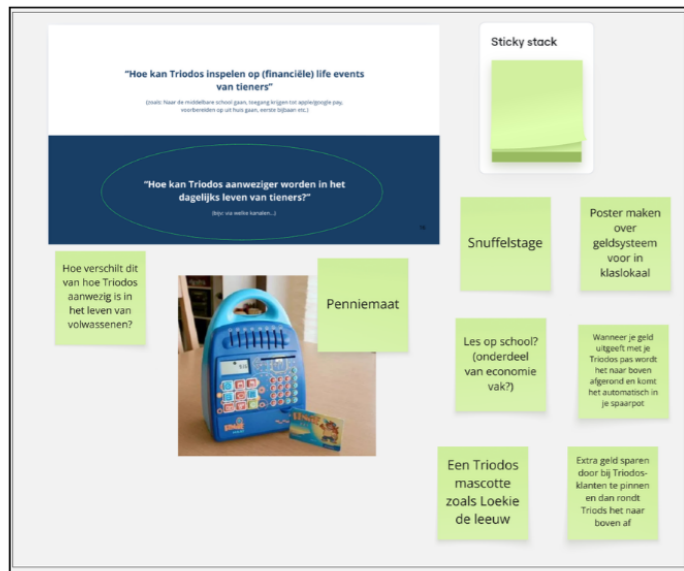 “Hoe kan Triodos inspelen op (financiële) life events
van tieners”
(zoals: Naar de middelbare school gaan, toegang krijgen tot apple/google pay,
voorbereiden op uit huis gaan, eerste bijbaan etc.)
“Hoe kan Triodos aanweziger worden in het
dagelijks leven van tieners?”
(bijv: via welke kanalen...)
Sticky stack
Hoe verschilt dit
van hoe Triodos
aanwezig is in
het leven van
volwassenen?
Penniemaat
Snuffelstage
Poster maken
over
geldsysteem
voor in
klaslokaal
Les op school?
(onderdeel
van economie
vak?)
Wanneer je geld
uitgeeft met je
Triodos pas wordt
het naar boven
afgerond en komt
het automatisch in
je spaarpot
Een Triodos
mascotte
zoals Loekie
de leeuw
Extra geld sparen
door bij Triodos-
klanten te pinnen
en dan rondt
Triods het naar
boven af